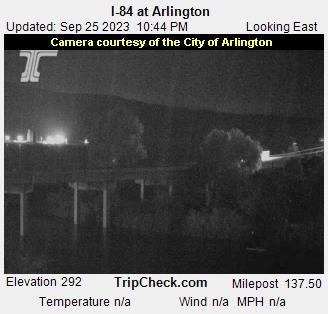 I-84 at Arlington
Updated: Sep 25 2023 10:44 PM Looking East
Camera courtesy of the City of Arlington
Elevation 292 TripCheck.com Milepost 137.50
Temperature n/a Wind n/a MPH n/a